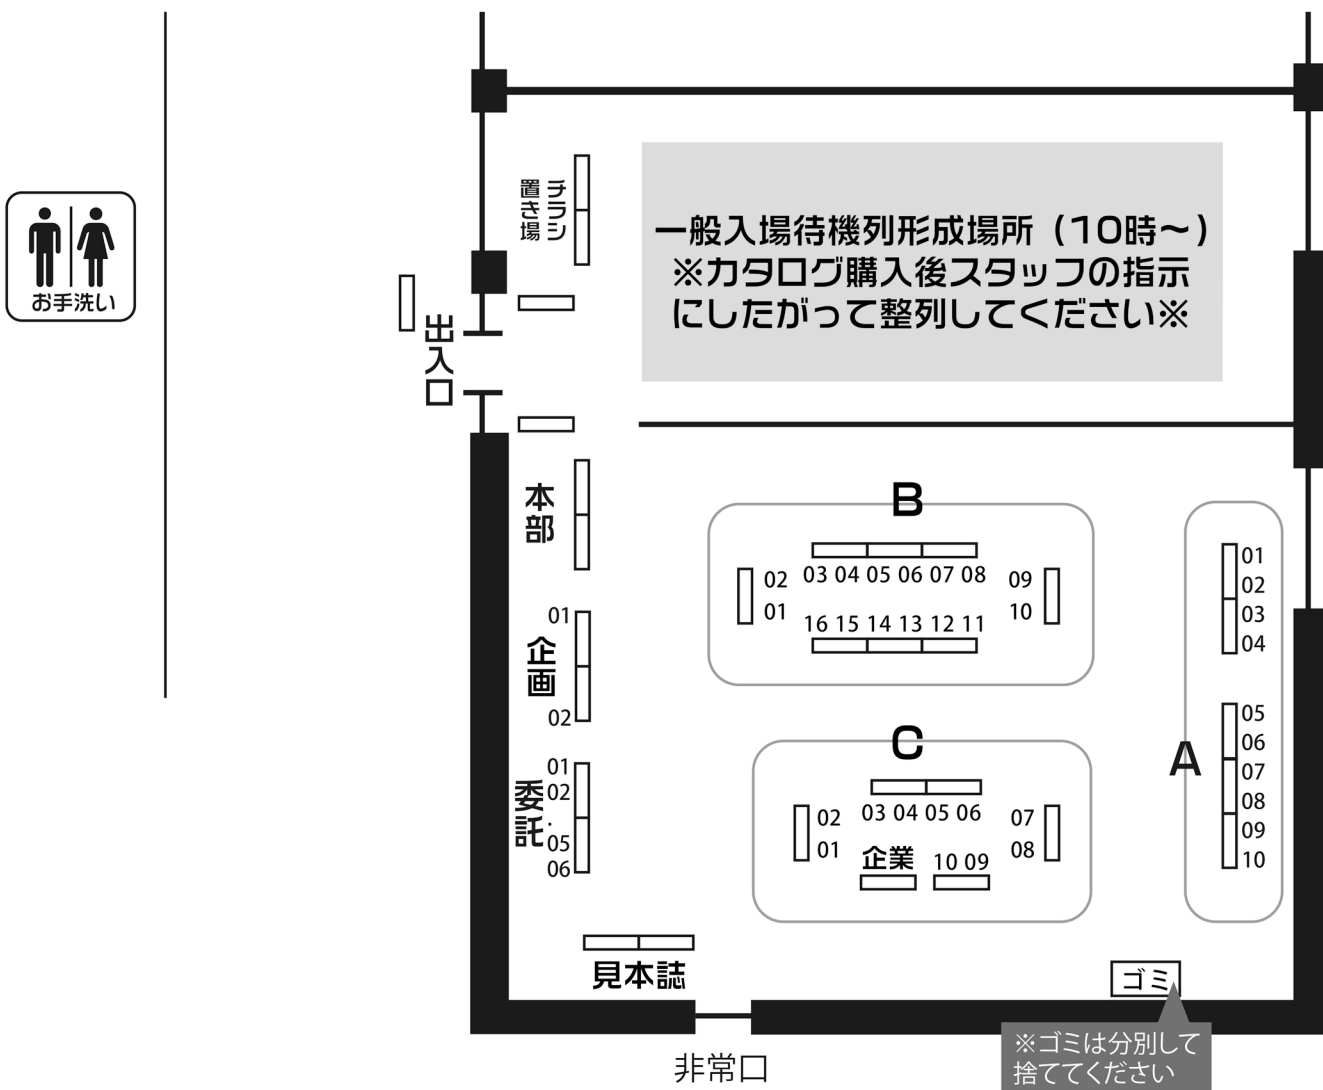 お手洗い
チラシ
置き場
一般入場待機列形成場所（10時～）
※カタログ購入後スタッフの指示
にしたがって整列してください※
出入口
本部
企画
01
02
委託
01
02
.
05
06
見本誌
B
03 04 05 06 07 08
02
01
09
10
16 15 14 13 12 11
C
03 04 05 06
02
01
07
08
企業
10 09
A
01
02
03
04
05
06
07
08
09
10
ゴミ
※ゴミは分別して
捨ててください
非常口